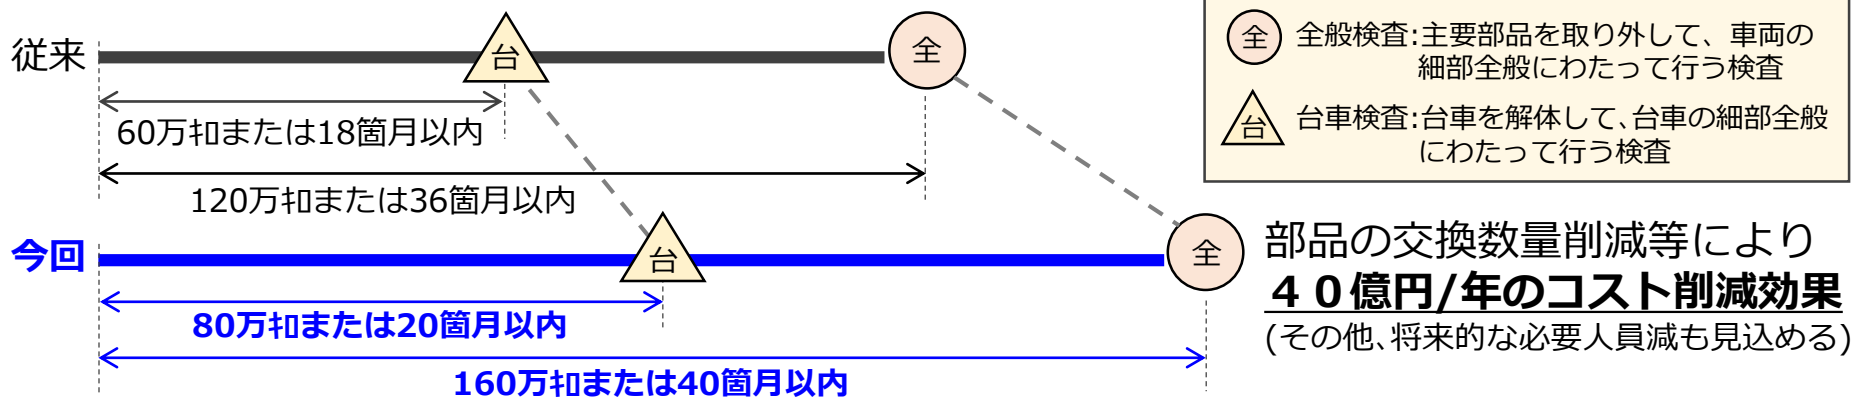 従来
台
全
60万㌔または18箇月以内
120万㌔または36箇月以内
今回
台
全
80万㌔または20箇月以内
160万㌔または40箇月以内
全 全般検査:主要部品を取り外して、車両の
細部全般にわたって行う検査
台 台車検査:台車を解体して、台車の細部全般
にわたって行う検査
部品の交換数量削減等により
４０億円/年のコスト削減効果
(その他、将来的な必要人員減も見込める)